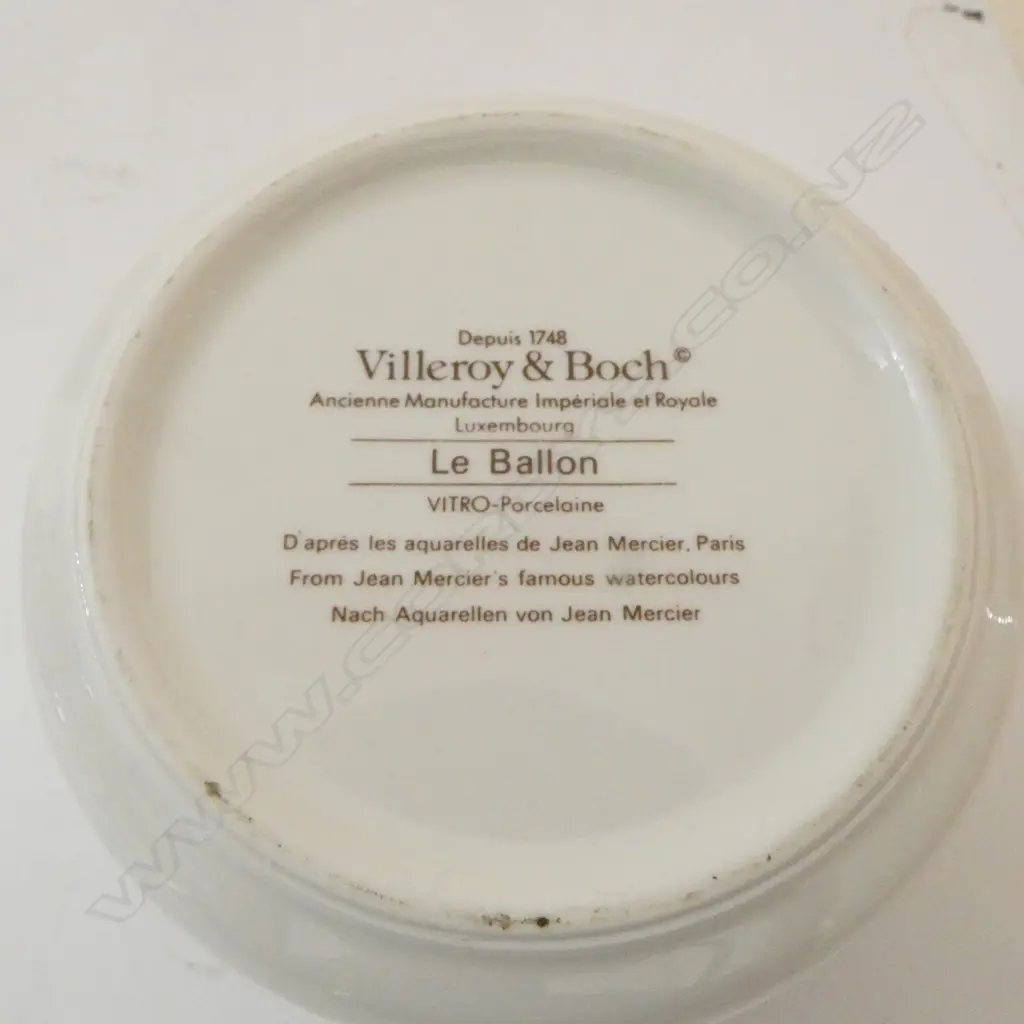 Depuis 1748
Villeroy & Boch©
Ancienne Manufacture Impériale et Royale
Luxembourg
Le Ballon
VITRO-Porcelaine
D'après les aquarelles de Jean Mercier, Paris
From Jean Mercier's famous watercolours
Nach Aquarellen von Jean Mercier